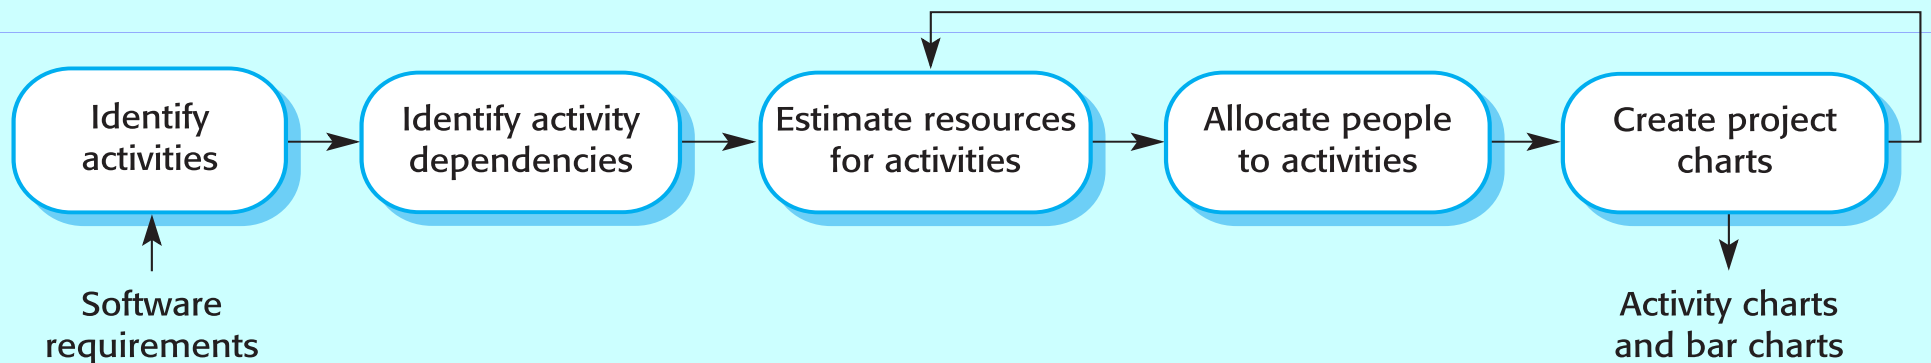 Identify
activities
Identify activity
dependencies
Estimate resources
for activities
Allocate people
to activities
Create project
charts
Software
requirements
Activity charts
and bar charts